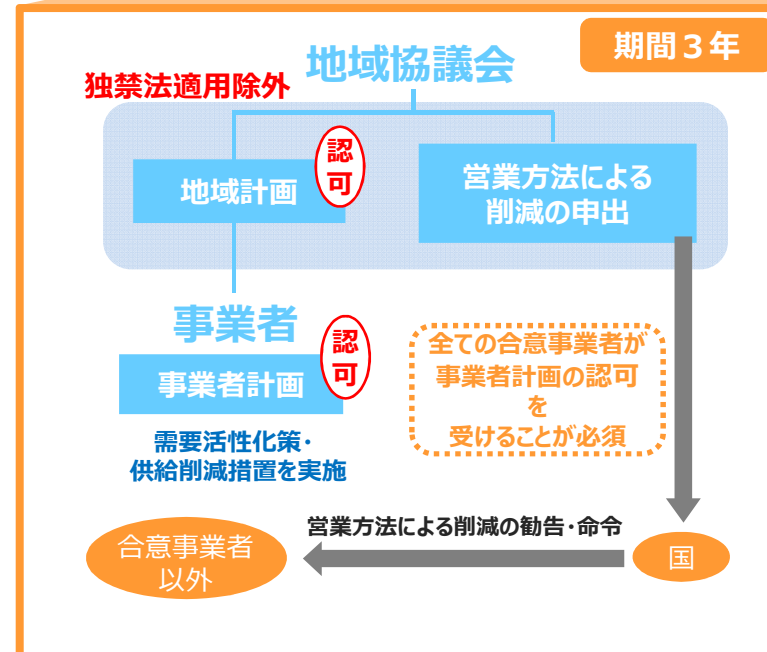 期間３年
地域協議会
独禁法適用除外
認
可
地域計画
営業方法による
削減の申出
事業者
認
可
事業者計画
全ての合意事業者が
事業者計画の認可
を
受けることが必須
需要活性化策・
供給削減措置を実施
営業方法による削減の勧告・命令
合意事業者
以外
国